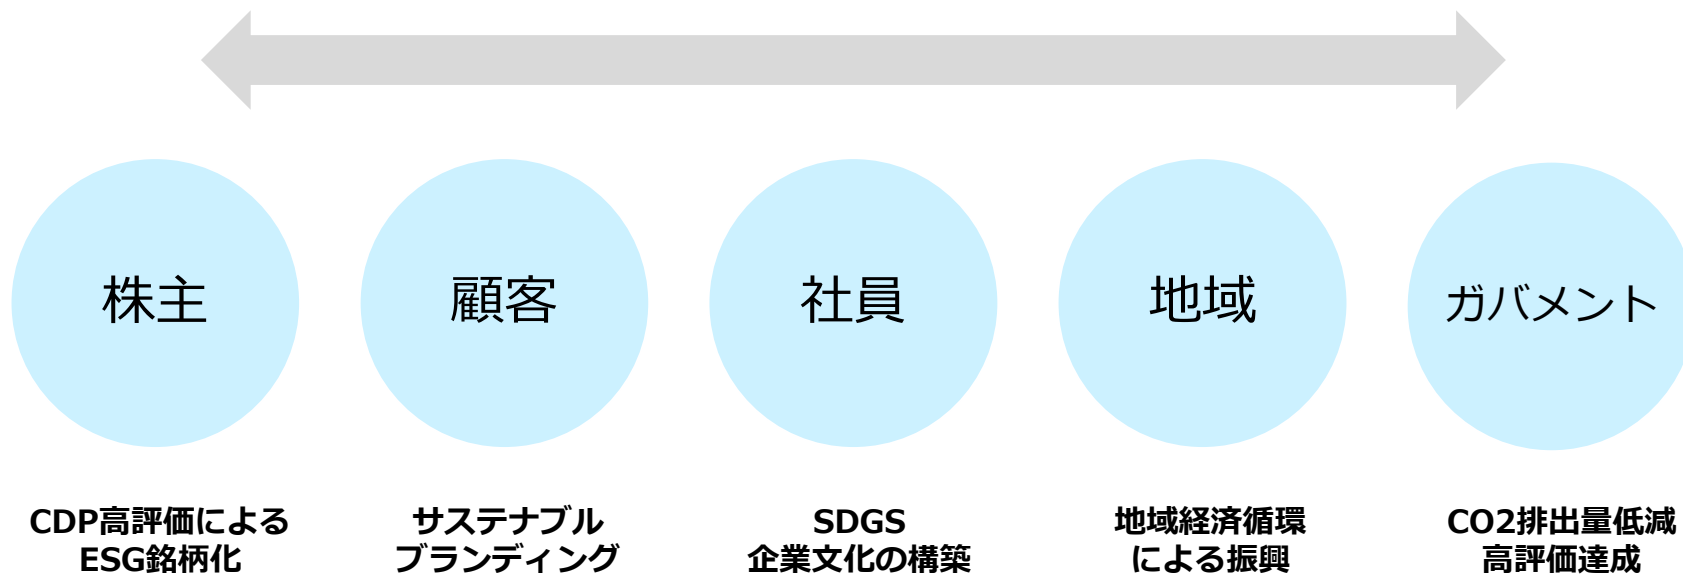 株主
顧客
社員
地域
ガバメント
CDP高評価による
ESG銘柄化
サステナブル
ブランディング
SDGS
企業文化の構築
地域経済循環
による振興
CO2排出量低減
高評価達成